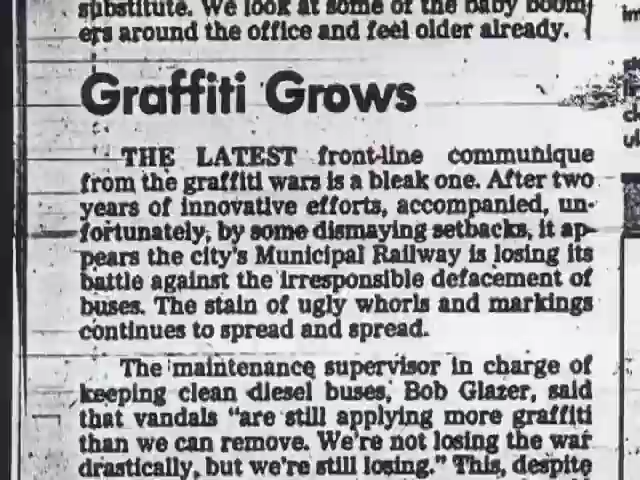 substitute. We look at some of the baby boom-
ers around the office and feel older already.
Graffiti Grows
THE LATEST front-line communique
from the graffiti wars is a bleak one. After two
years of innovative efforts, accompanied, un-
fortunately, by some dismaying setbacks, it ap-
pears the city's Municipal Railway is losing its
battle against the irresponsible defacement of
buses. The stain of ugly whorls and markings
continues to spread and spread.
The maintenance supervisor in charge of
keeping clean diesel buses, Bob Glazer, said
that vandals "are still applying more graffiti
than we can remove. We're not losing the war
drastically, but we're still losing." This, despite